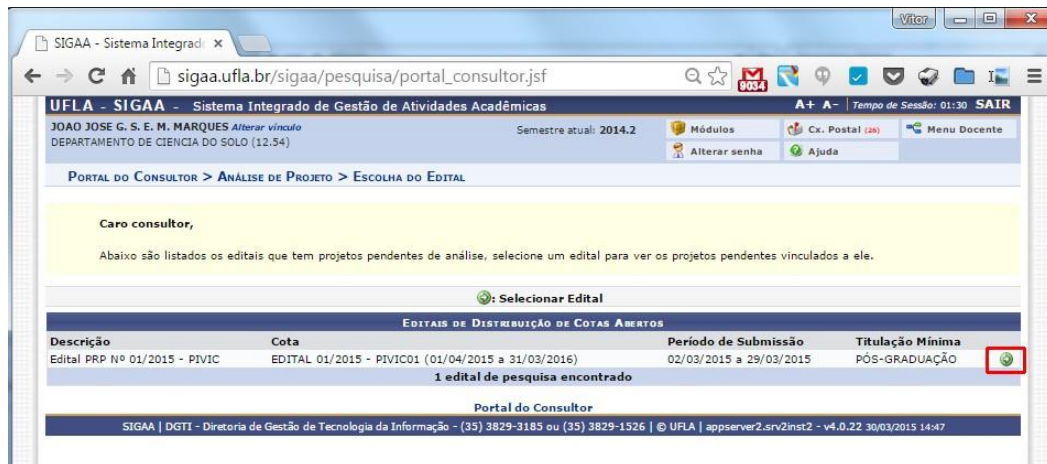 Vitor
SIGAA - Sistema Integrad
sigaa.ufla.br/sigaa/pesquisa/portal_consultor.jsf
9034
UFLA - SIGAA - Sistema Integrado de Gestão de Atividades Acadêmicas A+ A- Tempo de Sessão: 01:30 SAIR
JOAO JOSE G. S. E. M. MARQUES Alterar vínculo Semestre atual: 2014.2 Módulos Cx. Postal (26) Menu Docente
DEPARTAMENTO DE CIENCIA DO SOLO (12.54) Alterar senha Ajuda
PORTAL DO CONSULTOR > ANÁLISE DE PROJETO > ESCOLHA DO EDITAL
Caro consultor,
Abaixo são listados os editais que tem projetos pendentes de análise, selecione um edital para ver os projetos pendentes vinculados a ele.
: Selecionar Edital
EDITAIS DE DISTRIBUIÇÃO DE COTAS ABERTOS
Descrição Cota Período de Submissão Titulação Mínima
Edital PRP Nº 01/2015 - PIVIC EDITAL 01/2015 - PIVIC01 (01/04/2015 a 31/03/2016) 02/03/2015 a 29/03/2015 PÓS-GRADUAÇÃO
1 edital de pesquisa encontrado
Portal do Consultor
SIGAA | DGTI - Diretoria de Gestão de Tecnologia da Informação - (35) 3829-3185 ou (35) 3829-1526 | © UFLA | appserver2.srv2inst2 - v4.0.22 30/03/2015 14:47